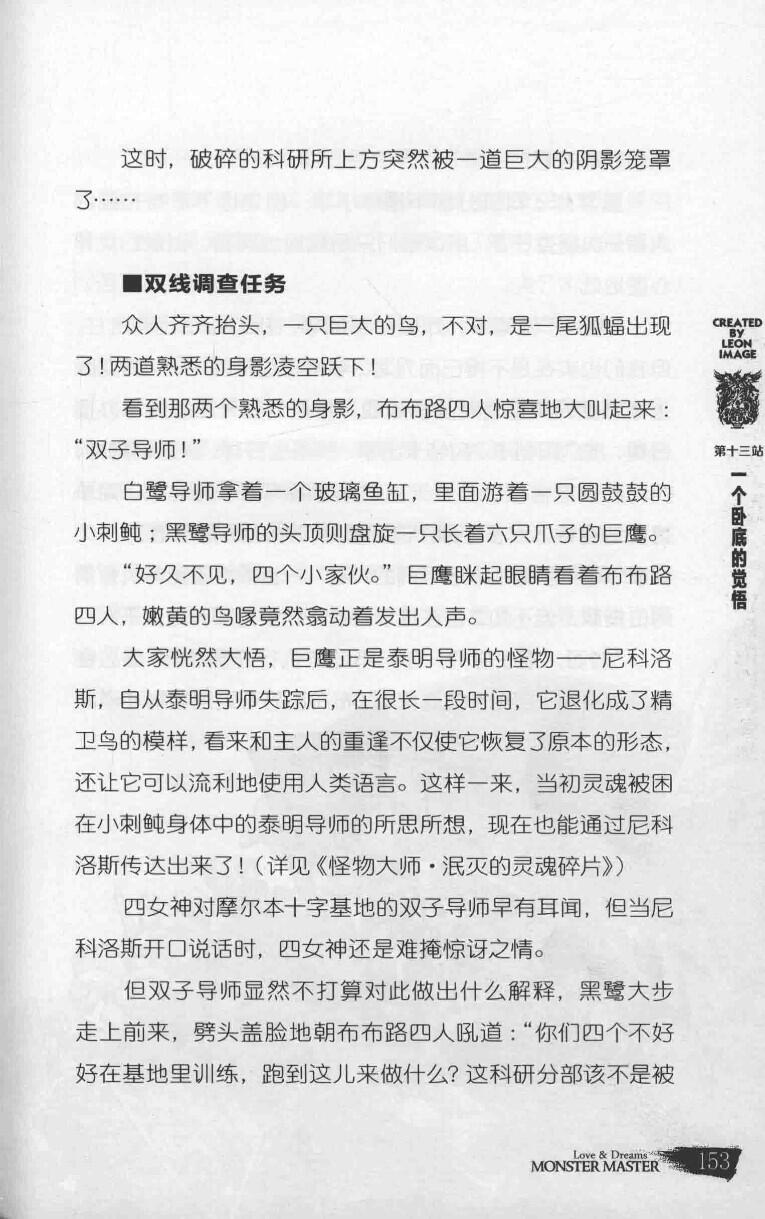 这时，破碎的科研所上方突然被一道巨大的阴影笼罩
了……
■双线调查任务
众人齐齐抬头，一只巨大的鸟，不对，是一尾狐蝠出现
了！两道熟悉的身影凌空跃下！
看到那两个熟悉的身影，布布路四人惊喜地大叫起来：
“双子导师！”
白鹭导师拿着一个玻璃鱼缸，里面游着一只圆鼓鼓的
小刺鲀；黑鹭导师的头顶则盘旋一只长着六只爪子的巨鹰。
“好久不见，四个小家伙。”巨鹰眯起眼睛看着布布路
四人，嫩黄的鸟喙竟然翕动着发出人声。
大家恍然大悟，巨鹰正是泰明导师的怪物——尼科洛
斯，自从泰明导师失踪后，在很长一段时间，它退化成了精
卫鸟的模样，看来和主人的重逢不仅使它恢复了原本的形态，
还让它可以流利地使用人类语言。这样一来，当初灵魂被困
在小刺鲀身体中的泰明导师的所思所想，现在也能通过尼科
洛斯传达出来了！（详见《怪物大师·泯灭的灵魂碎片》）
四女神对摩尔本十字基地的双子导师早有耳闻，但当尼
科洛斯开口说话时，四女神还是难掩惊讶之情。
但双子导师显然不打算对此做出什么解释，黑鹭大步
走上前来，劈头盖脸地朝布布路四人吼道：“你们四个不好
好在基地里训练，跑到这儿来做什么？这科研分部该不是被
CREATED
BY
LEON
IMAGE
第十三站
一个卧底的觉悟
Love & Dreams
MONSTER MASTER
153